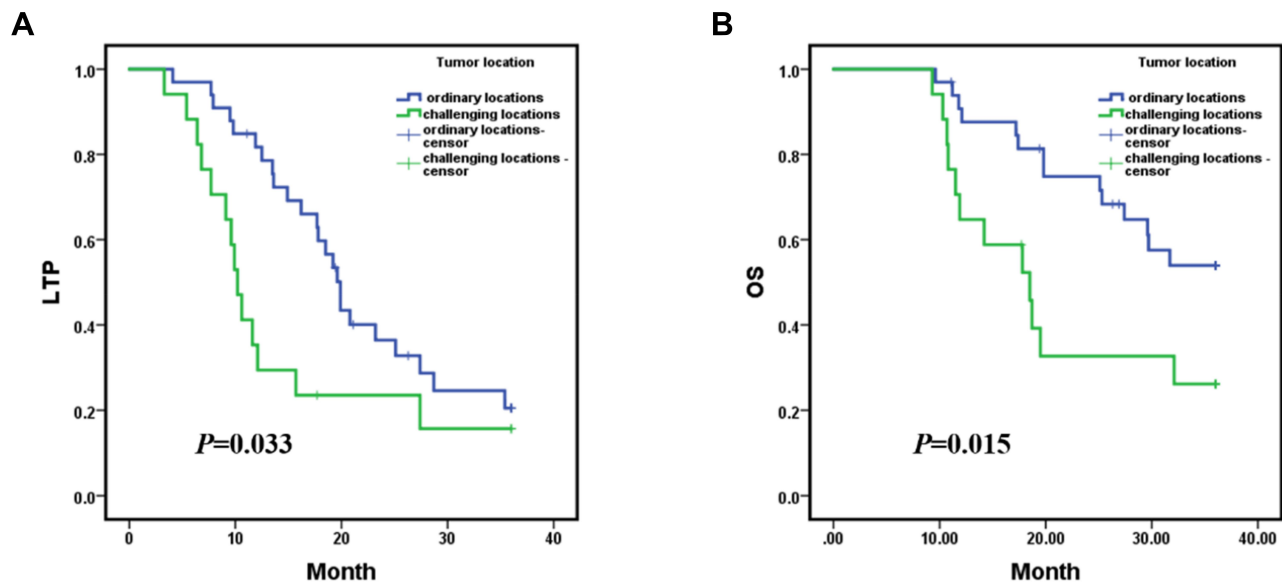 A
B
Tumor location
ordinary locations
challenging locations
ordinary locations-
censor
challenging locations -
censor
1.0
0.8
0.6
0.4
0.2
0.0
LTP
P=0.033
0 10 20 30 40
Month
Tumor location
ordinary locations
challenging locations
ordinary locations-
censor
challenging locations -
censor
1.0
0.8
0.6
0.4
0.2
0.0
OS
P=0.015
.00 10.00 20.00 30.00 40.00
Month